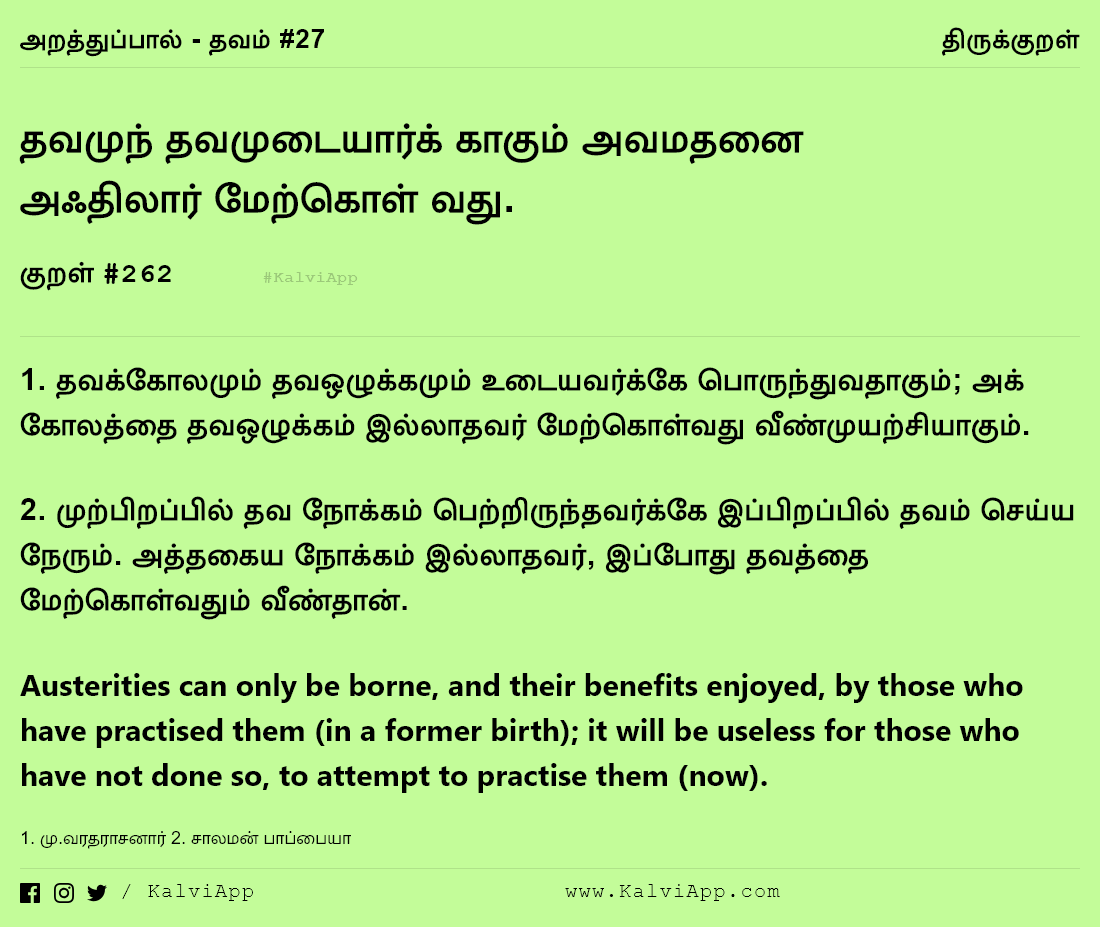 அறத்துப்பால் - தவம் #27
திருக்குறள்
தவமுந் தவமுடையார்க் காகும் அவமதனை
அஃதிலார் மேற்கொள் வது.
குறள் #262
#KalviApp
1. தவக்கோலமும் தவஒழுக்கமும் உடையவர்க்கே பொருந்துவதாகும்; அக்
கோலத்தை தவஒழுக்கம் இல்லாதவர் மேற்கொள்வது வீண்முயற்சியாகும்.
2. முற்பிறப்பில் தவ நோக்கம் பெற்றிருந்தவர்க்கே இப்பிறப்பில் தவம் செய்ய
நேரும். அத்தகைய நோக்கம் இல்லாதவர், இப்போது தவத்தை
மேற்கொள்வதும் வீண்தான்.
Austerities can only be borne, and their benefits enjoyed, by those who
have practised them (in a former birth); it will be useless for those who
have not done so, to attempt to practise them (now).
1. மு.வரதராசனார் 2. சாலமன் பாப்பையா
/ KalviApp
www.KalviApp.com